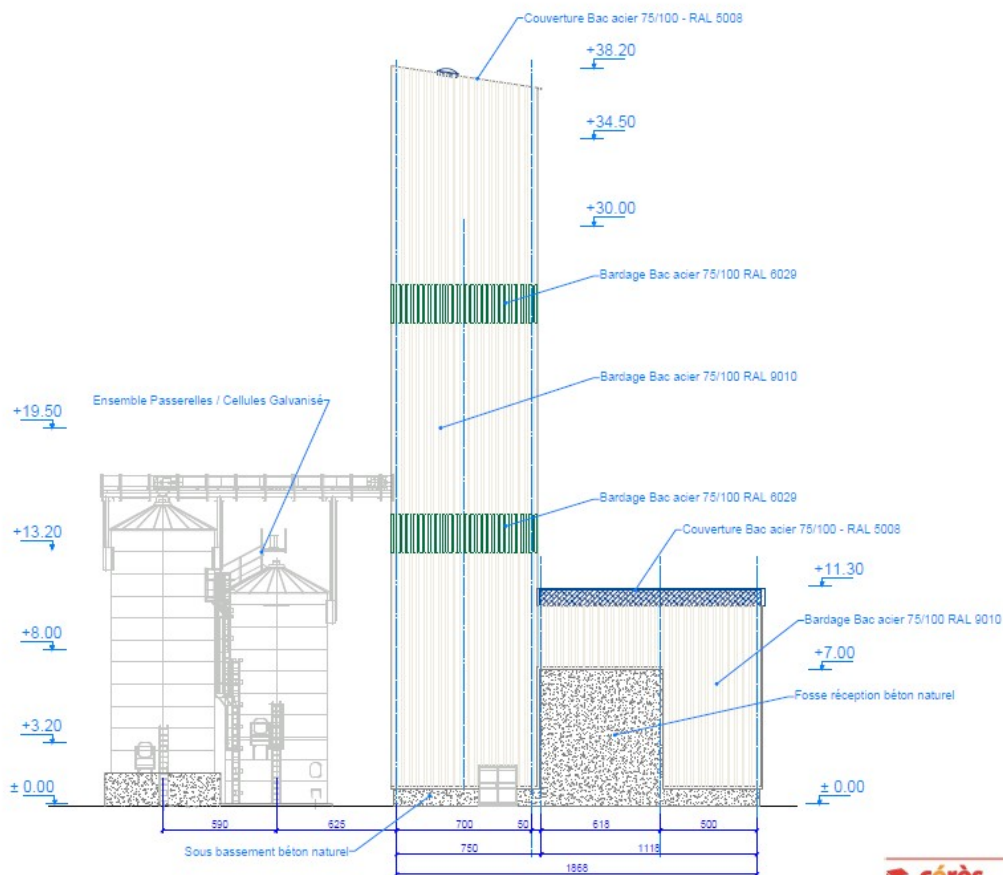 Couverture Bac acier 75/100 - RAL 5008
+38.20
+34.50
+30.00
Bardage Bac acier 75/100 RAL 6029
Bardage Bac acier 75/100 RAL 9010
Ensemble Passerelles / Cellules Galvanisé
+19.50
Bardage Bac acier 75/100 RAL 6029
+13.20
Couverture Bac acier 75/100 - RAL 5008
+11.30
Bardage Bac acier 75/100 RAL 9010
+8.00
+7.00
Fosse réception béton naturel
+3.20
± 0.00
± 0.00
590
625
700
50
618
500
Sous bassement béton naturel
750
1118
1868